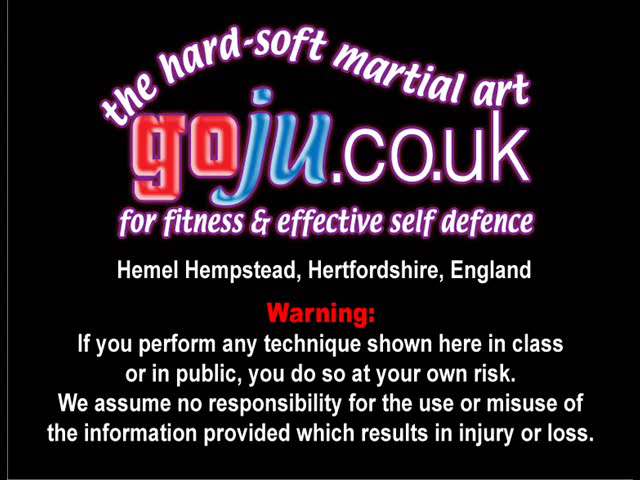 the hard-soft martial art
goju.co.uk
for fitness & effective self defence
Hemel Hempstead, Hertfordshire, England
Warning:
If you perform any technique shown here in class
or in public, you do so at your own risk.
We assume no responsibility for the use or misuse of
the information provided which results in injury or loss.